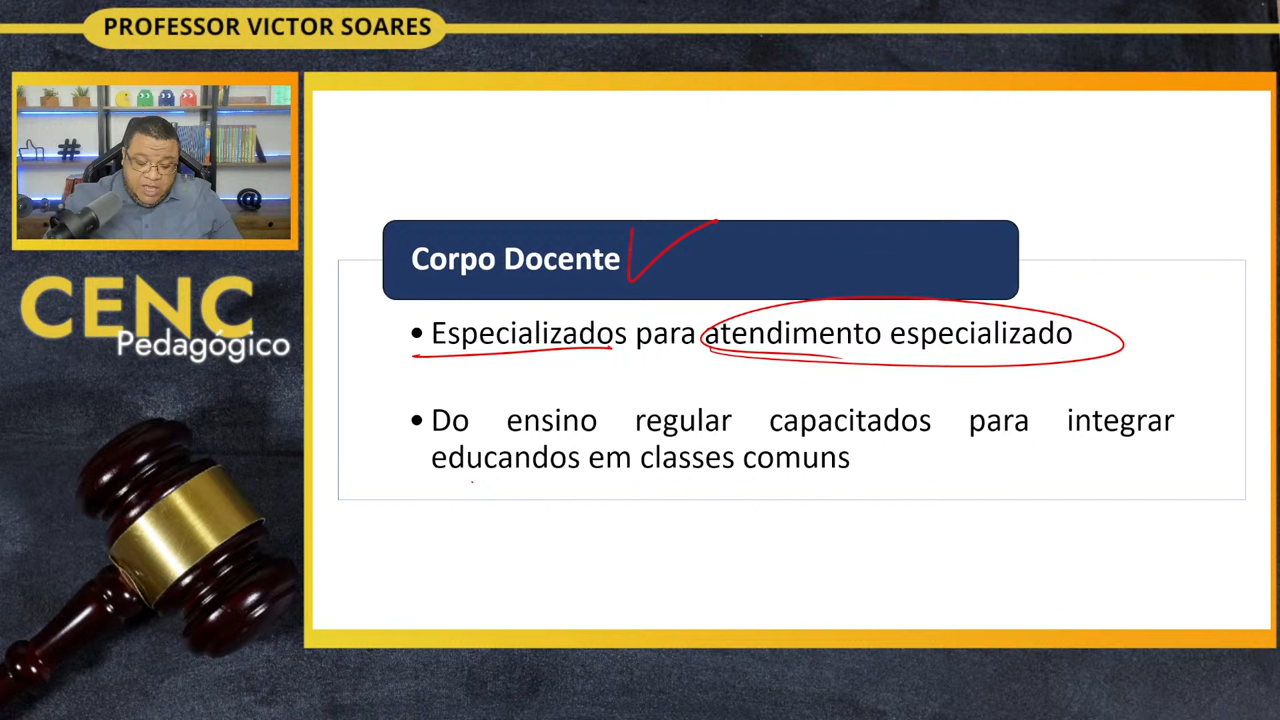 PROFESSOR VICTOR SOARES
CENC
Pedagógico
Corpo Docente
• Especializados para atendimento especializado
• Do ensino regular capacitados para integrar
educandos em classes comuns